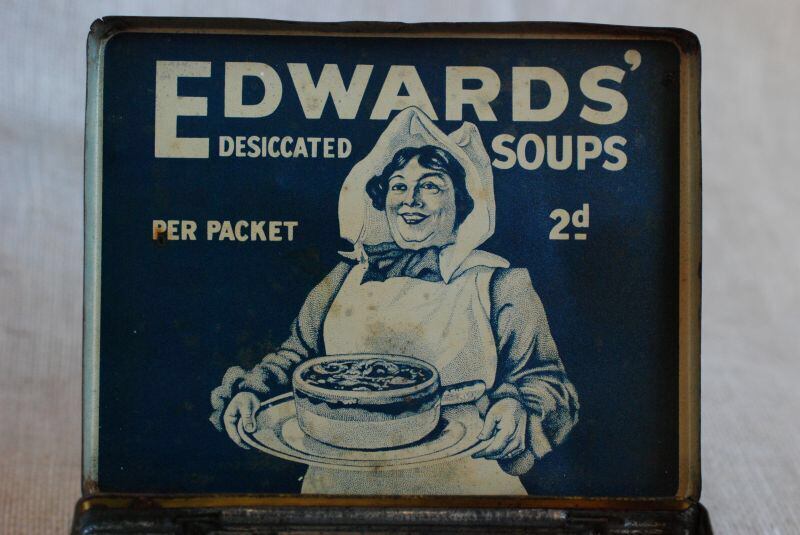 EDWARDS'
DESICCATED SOUPS
PER PACKET 2d